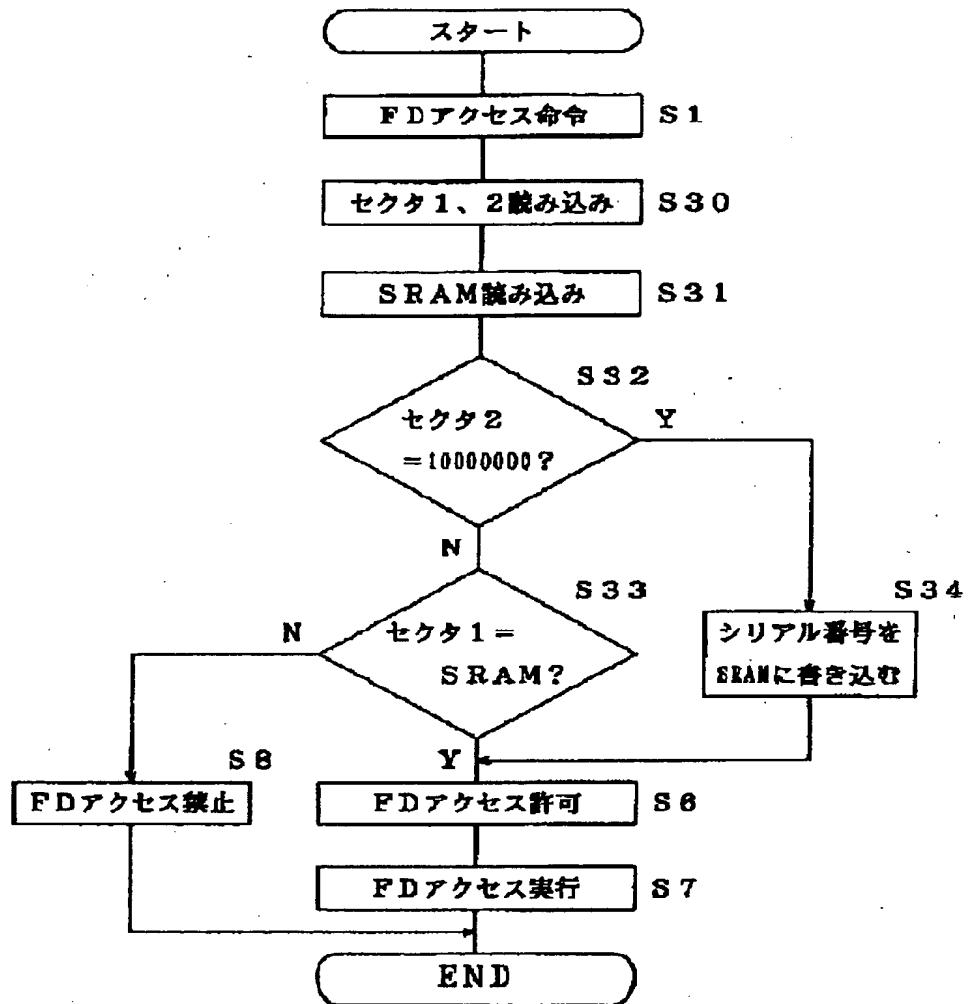 スタート
FDアクセス命令 S1
セクタ1、2読み込み S30
SRAM読み込み S31
S32
セクタ2
=10000000?
Y
N
S33
S34
N
セクタ1=
SRAM?
シリアル番号を
SRAMに書き込む
Y
S8
FDアクセス禁止
FDアクセス許可 S6
FDアクセス実行 S7
END